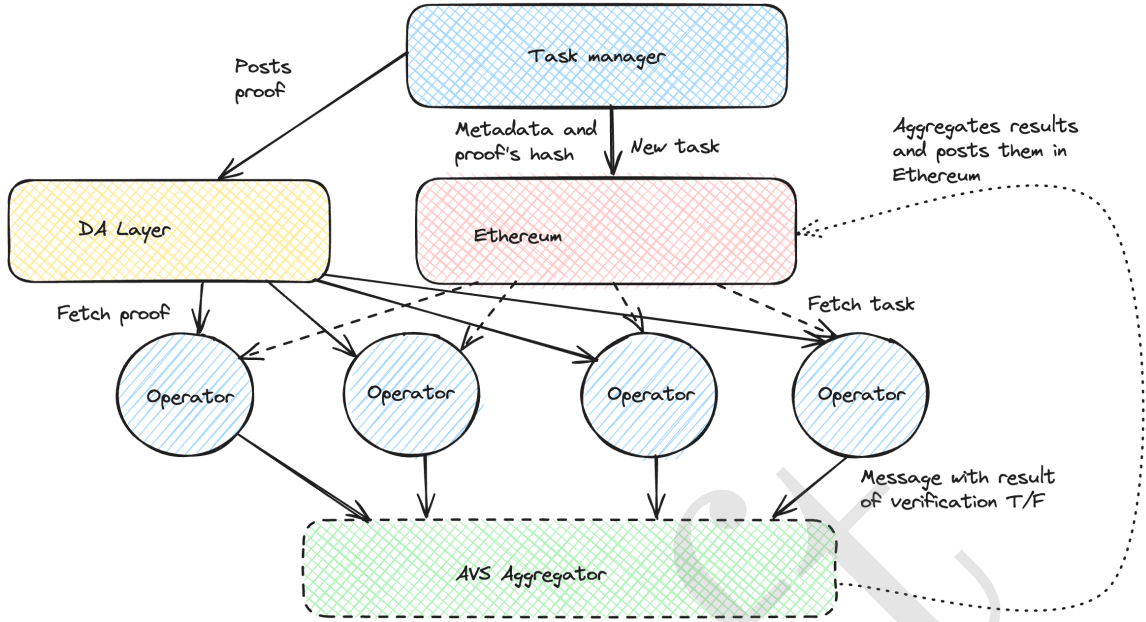 Task manager
Posts
proof
Metadata and
proof's hash
New task
Aggregates results
and posts them in
Ethereum
DA Layer
Ethereum
Fetch proof
Fetch task
Operator
Operator
Operator
Operator
Message with result
of verification T/F
AVS Aggregator